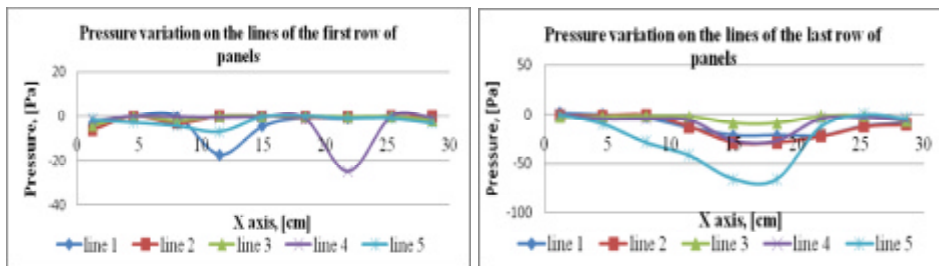 Pressure variation on the lines of the first row of
panels
20
0
-20
-40
0
5
10
15
20
25
30
Pressure, [Pa]
X axis, [cm]
line 1
line 2
line 3
line 4
line 5
Pressure variation on the lines of the last row of
panels
50
0
-50
-100
0
5
10
15
20
25
30
Pressure, [Pa]
X axis, [cm]
line 1
line 2
line 3
line 4
line 5